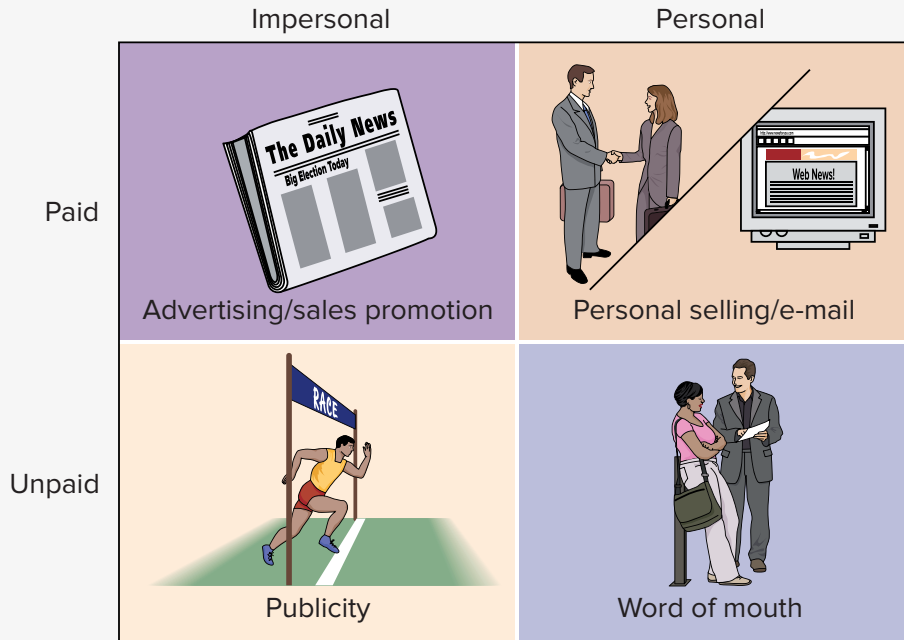 Impersonal
Personal
Paid
The Daily News
Big Election Today
Web News!
Advertising/sales promotion
Personal selling/e-mail
Unpaid
RACE
Publicity
Word of mouth